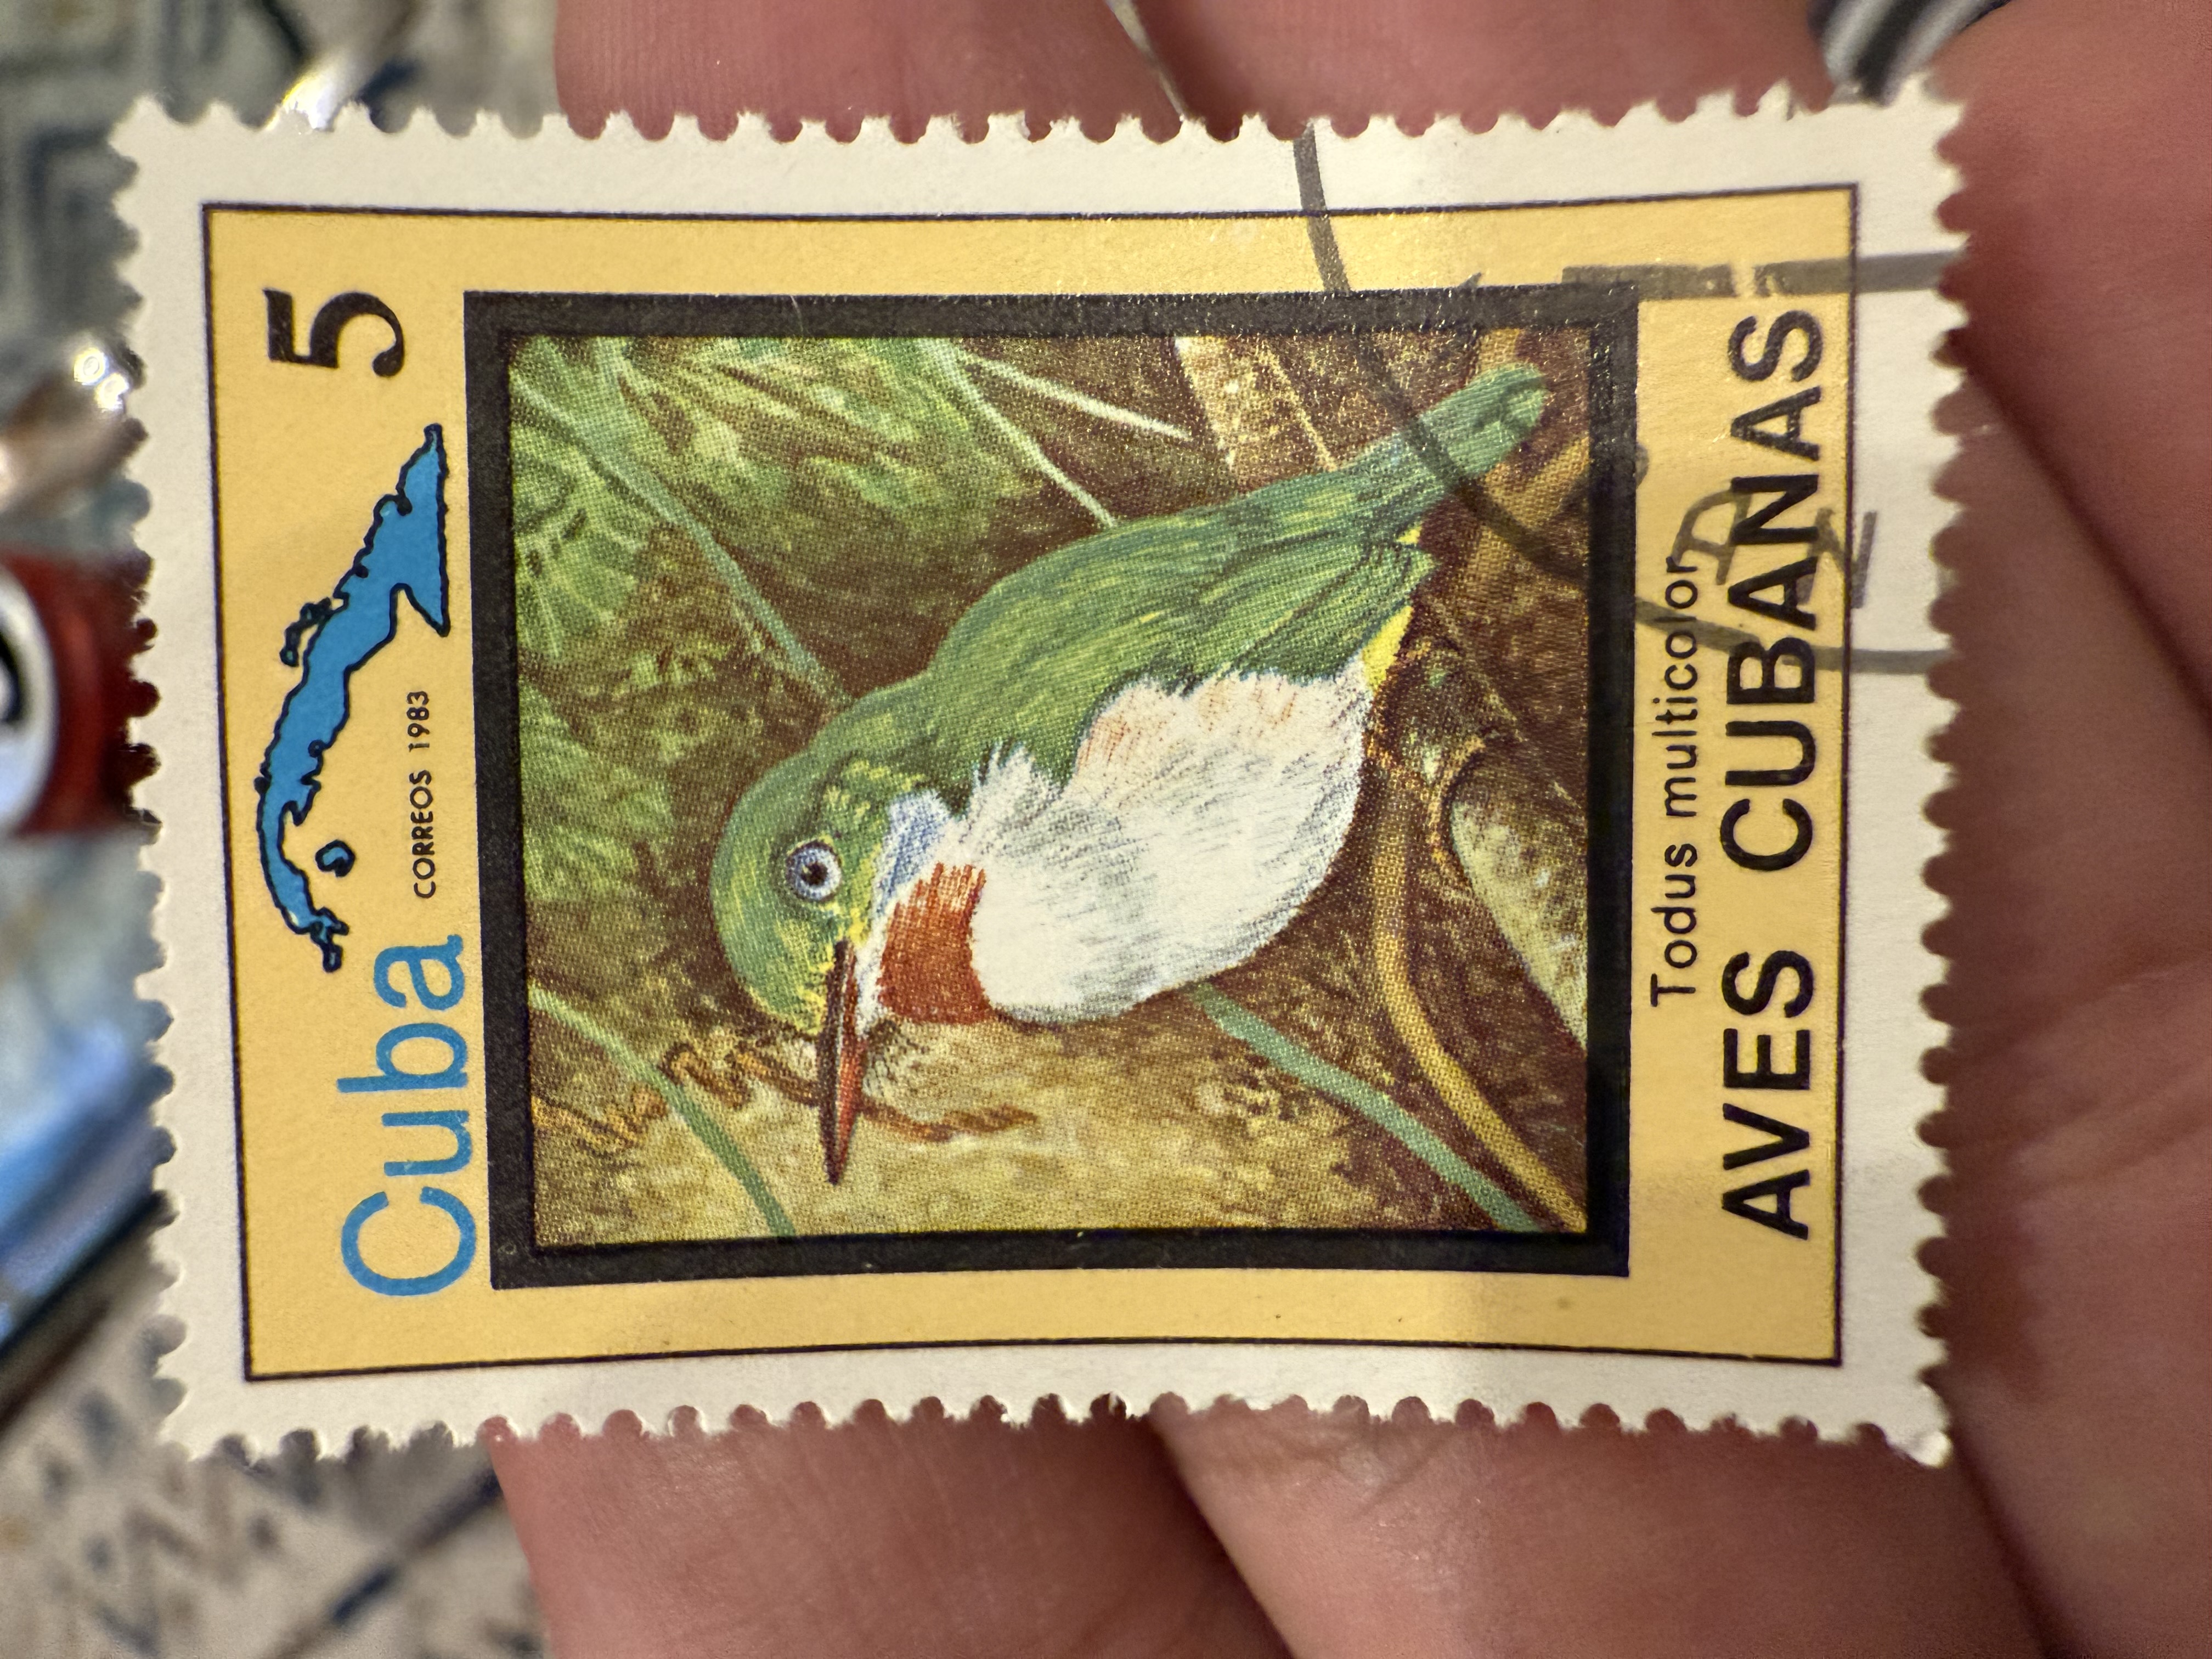 Cuba
CORREOS 1983
5
Todus multicolor
AVES CUBANAS